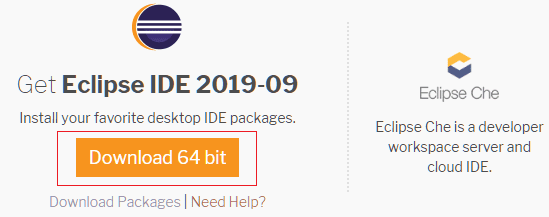 Get Eclipse IDE 2019-09
Install your favorite desktop IDE packages.
Download 64 bit
Download Packages | Need Help?
Eclipse Che
Eclipse Che is a developer
workspace server and
cloud IDE.